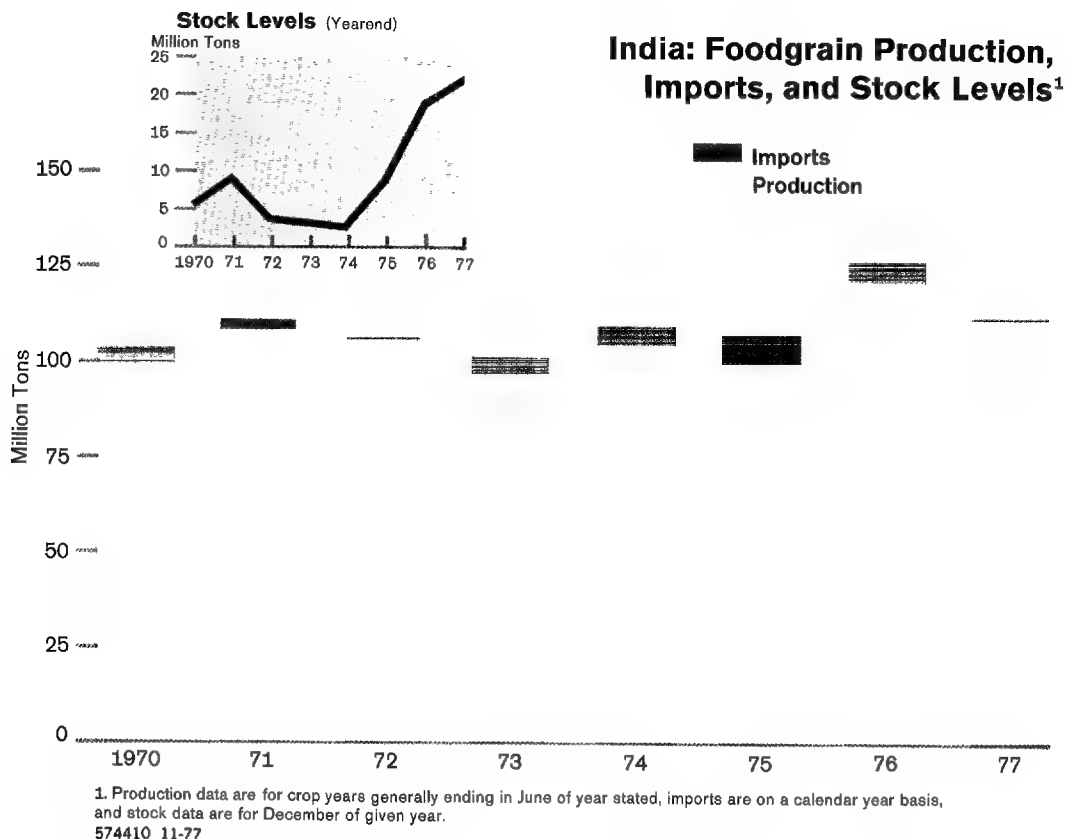 Stock Levels (Yearend)
Million Tons
25
20
15
10
5
0
1970 71 72 73 74 75 76 77
India: Foodgrain Production,
Imports, and Stock Levels¹
Imports
Production
Million Tons
150
125
100
75
50
25
0
1970 71 72 73 74 75 76 77
1. Production data are for crop years generally ending in June of year stated, imports are on a calendar year basis,
and stock data are for December of given year.
574410 11-77